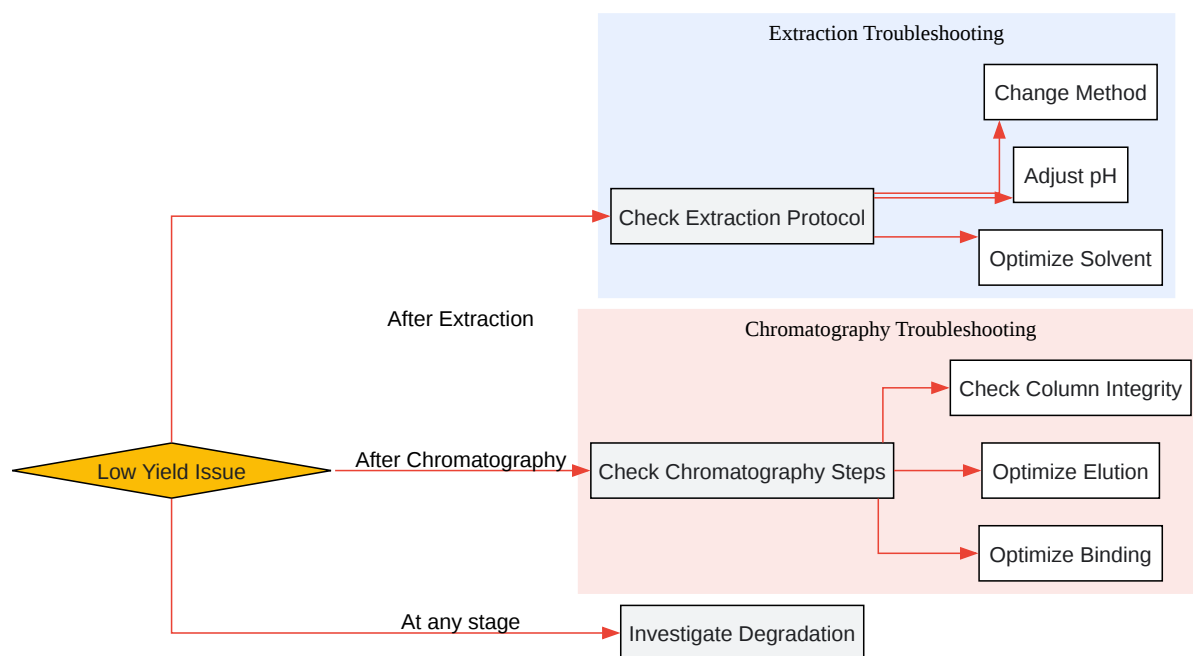 Extraction Troubleshooting
Change Method
Adjust pH
Check Extraction Protocol
Optimize Solvent
After Extraction
Chromatography Troubleshooting
Check Column Integrity
Low Yield Issue
After Chromatography
Check Chromatography Steps
Optimize Elution
Optimize Binding
At any stage
Investigate Degradation